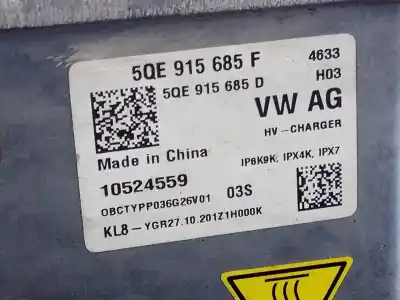 5QE 915 685 F 4633
5QE 915 685 D H03
VW AG
HV-CHARGER
Made in China IP6K9K, IPX4K, IPX7
10524559 03S
OBCTYPP036G26V01
KL8-YGR27.10.201Z1H000K